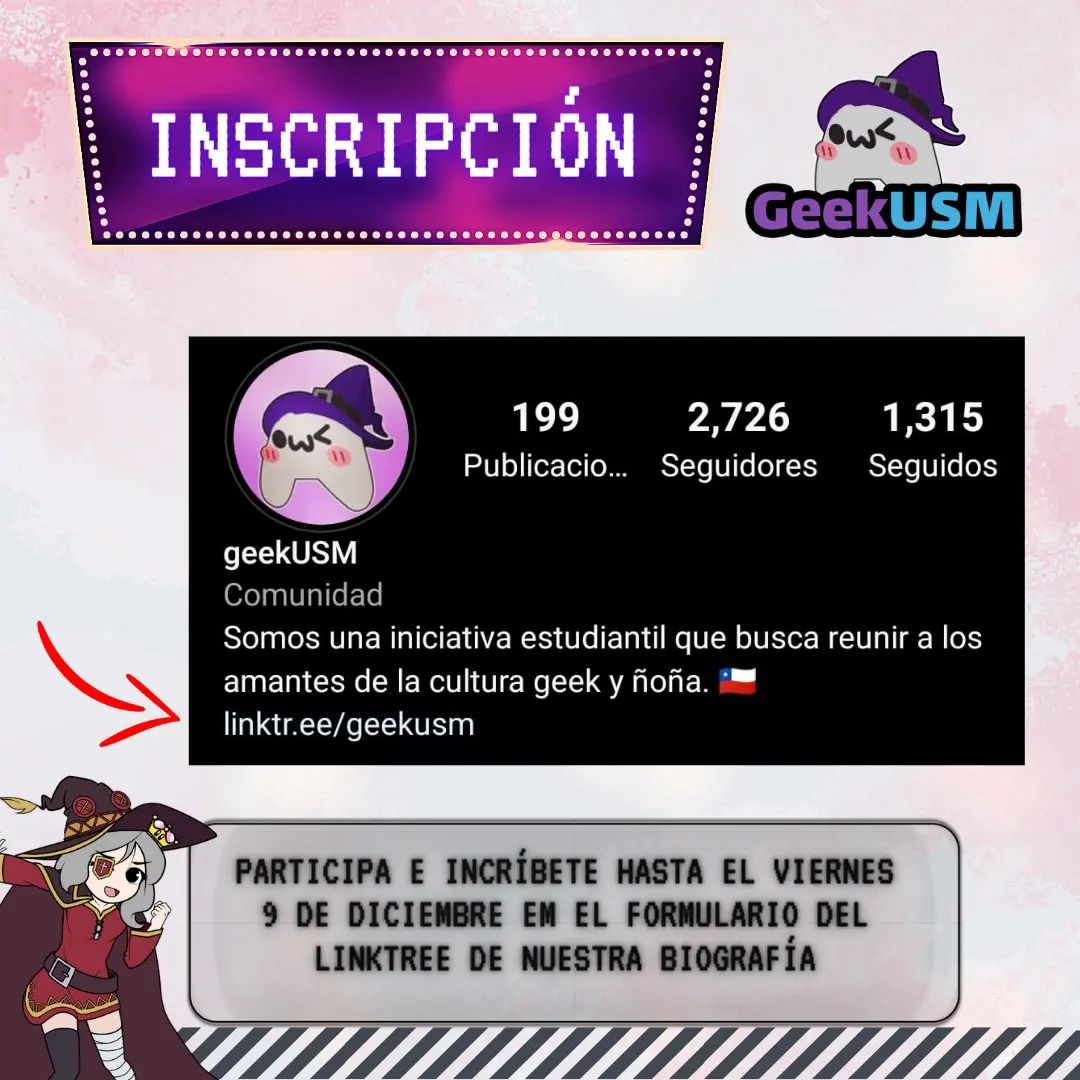 INSCRIPCIÓN
GeekUSM
199
2,726
1,315
Publicacio...
Seguidores
Seguidos
geekUSM
Comunidad
Somos una iniciativa estudiantil que busca reunir a los
amantes de la cultura geek y ñoña. 🇨🇱
linktr.ee/geekusm
PARTICIPA E INCRÍBETE HASTA EL VIERNES
9 DE DICIEMBRE EM EL FORMULARIO DEL
LINKTREE DE NUESTRA BIOGRAFÍA